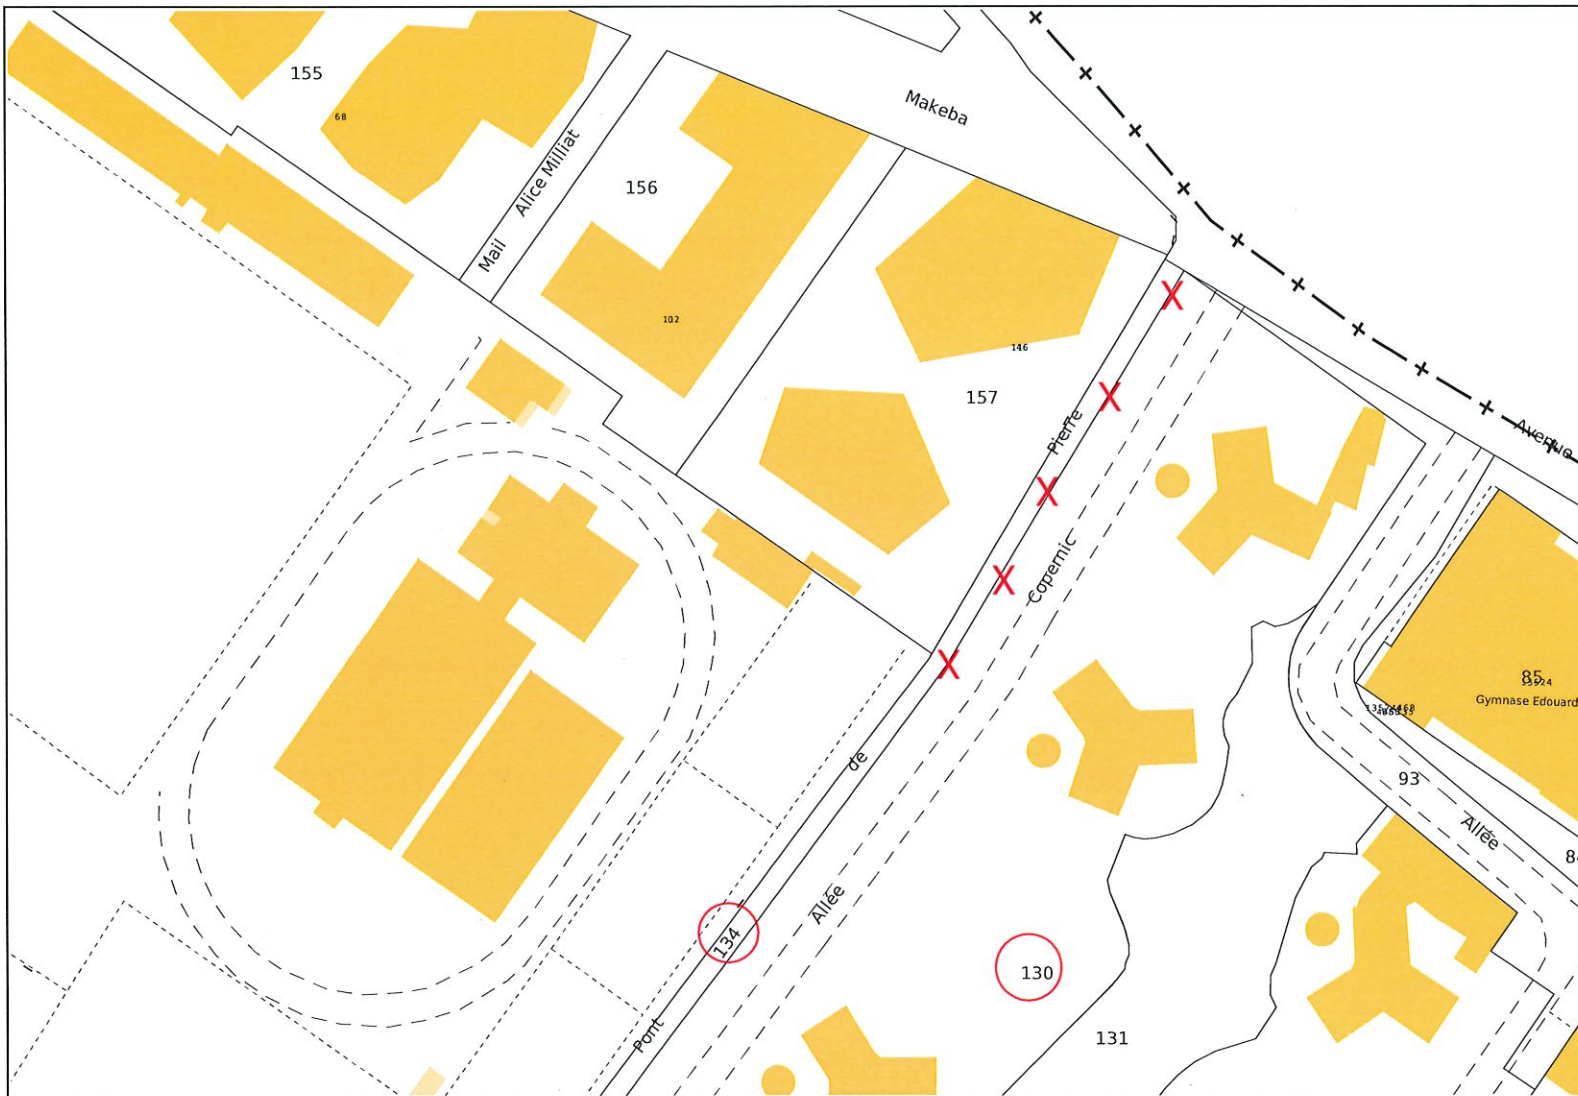 155
68
Makeba
Alice Milliat
156
Mail
102
146
157
Pierre
Avenue
Copernic
85
Gymnase Edouard
93
de
Allée
Allée
134
130
Pont
131